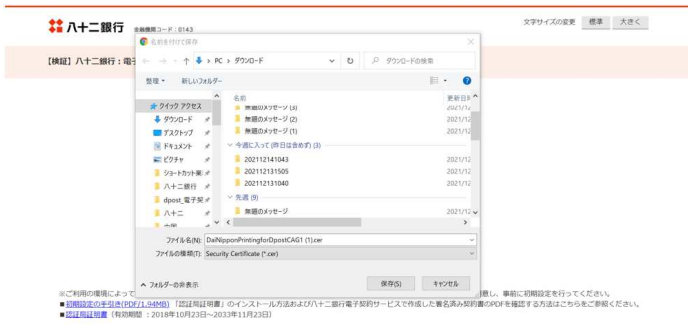 八十二銀行 金融機関コード：0143
文字サイズの変更 標準 大きく
名前を付けて保存
【検証】八十二銀行：電子
PC › ダウンロード
ダウンロードの検索
整理 新しいフォルダー
名前 更新日時
クイック アクセス
ダウンロード
デスクトップ
ドキュメント
ピクチャ
ショートカット集
八十二銀行
dpost_電子契
八十二
無題のメッセージ (3) 2021/12
無題のメッセージ (2) 2021/12
無題のメッセージ (1) 2021/12
今週に入って (昨日は含めず) (3)
202112141043 2021/12
202112131505 2021/12
202112131040 2021/12
先週 (9)
無題のメッセージ 2021/12
ファイル名(N): DaiNipponPrintingforDpostCAG1 (1).cer
ファイルの種類(T): Security Certificate (*.cer)
フォルダーの非表示
保存(S) キャンセル
※ご利用の環境によって
意し、事前に初期設定を行ってください。
■初期設定の手引き(PDF/1.94MB) 「認証局証明書」のインストール方法および八十二銀行電子契約サービスで作成した署名済み契約書のPDFを確認する方法はこちらをご参照ください。
■認証局証明書（有効期間 ：2018年10月23日～2033年11月23日）